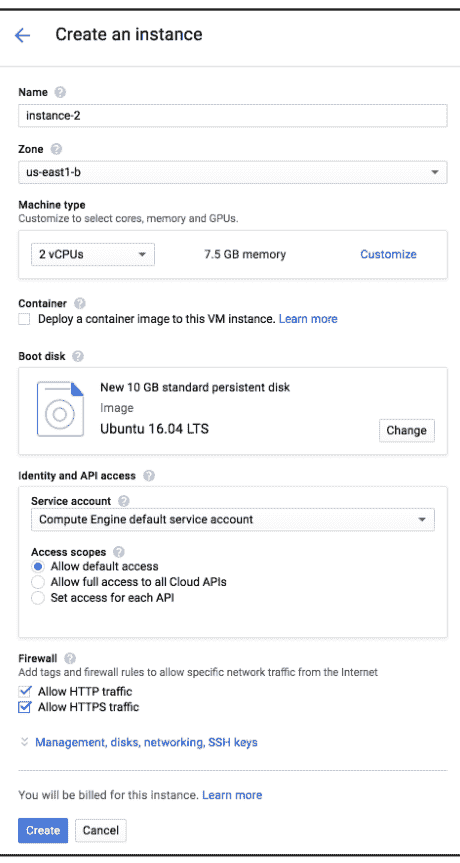 Create an instance
Name
instance-2
Zone
us-east1-b
Machine type
Customize to select cores, memory and GPUs.
2 vCPUs 7.5 GB memory Customize
Container
Deploy a container image to this VM instance. Learn more
Boot disk
New 10 GB standard persistent disk
Image
Ubuntu 16.04 LTS
Change
Identity and API access
Service account
Compute Engine default service account
Access scopes
Allow default access
Allow full access to all Cloud APIs
Set access for each API
Firewall
Add tags and firewall rules to allow specific network traffic from the Internet
Allow HTTP traffic
Allow HTTPS traffic
Management, disks, networking, SSH keys
You will be billed for this instance. Learn more
Create Cancel